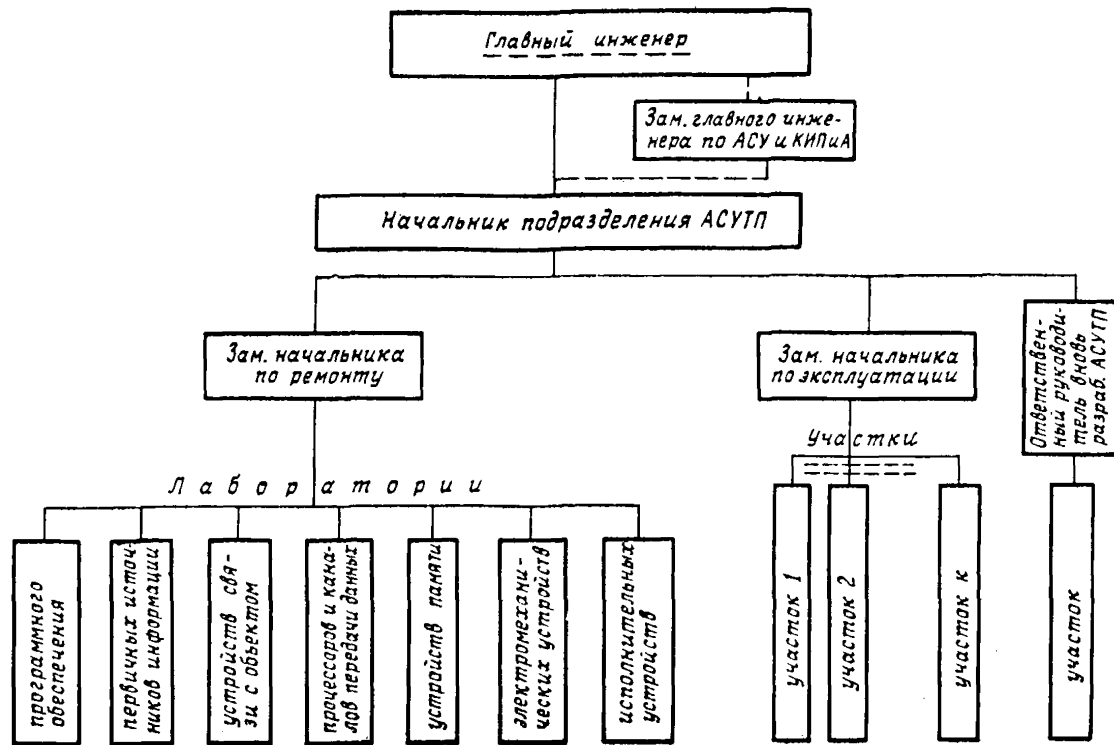 Главный инженер
Зам. главного инже-
нера по АСУ и КИПиА
Начальник подразделения АСУТП
Зам. начальника
по ремонту
Зам. начальника
по эксплуатации
Ответствен-
ный руководи-
тель вновь
разраб. АСУТП
Участки
Лаборатории
программного
обеспечения
первичных источ-
ников информации
устройств свя-
зи с объектом
процессоров и кана-
лов передачи данных
устройств памяти
электромехани-
ческих устройств
исполнительных
устройств
участок 1
участок 2
участок к
участок